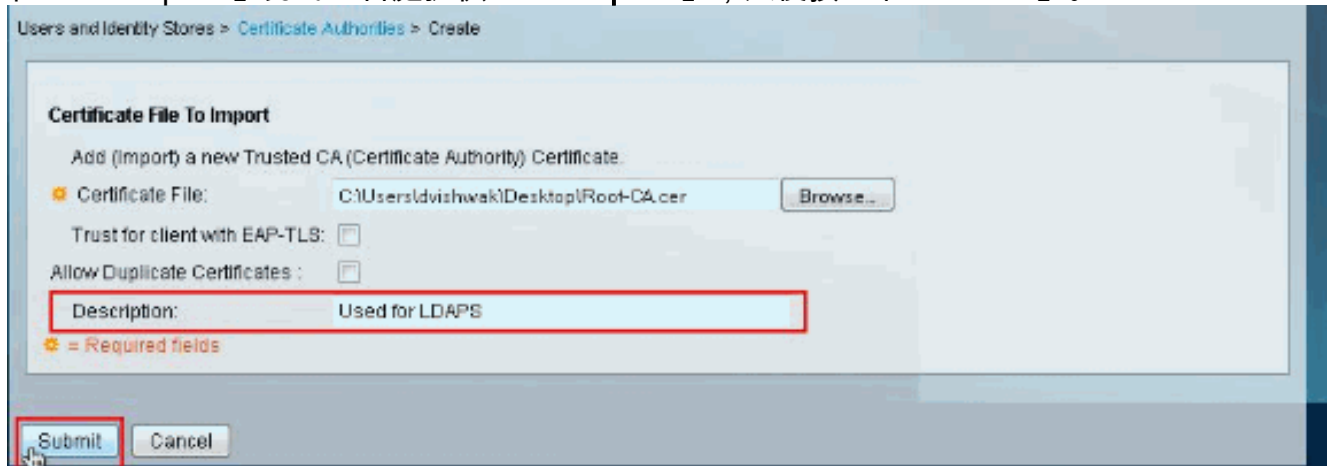 Users and Identity Stores > Certificate Authorities > Create
Certificate File To Import
Add (Import) a new Trusted CA (Certificate Authority) Certificate.
Certificate File: C:\Users\dvishwak\Desktop\Root-CA.cer Browse...
Trust for client with EAP-TLS:
Allow Duplicate Certificates :
Description: Used for LDAPS
= Required fields
Submit Cancel